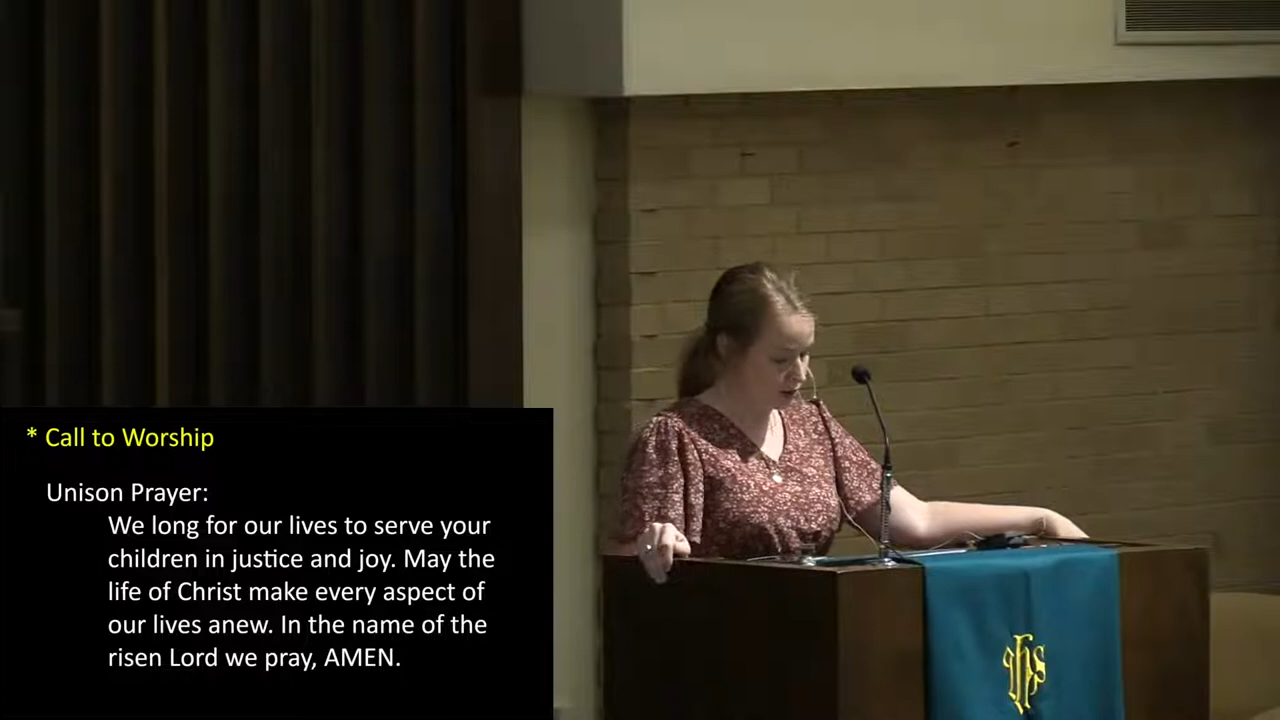 * Call to Worship
Unison Prayer:
We long for our lives to serve your
children in justice and joy. May the
life of Christ make every aspect of
our lives anew. In the name of the
risen Lord we pray, AMEN.
IHS